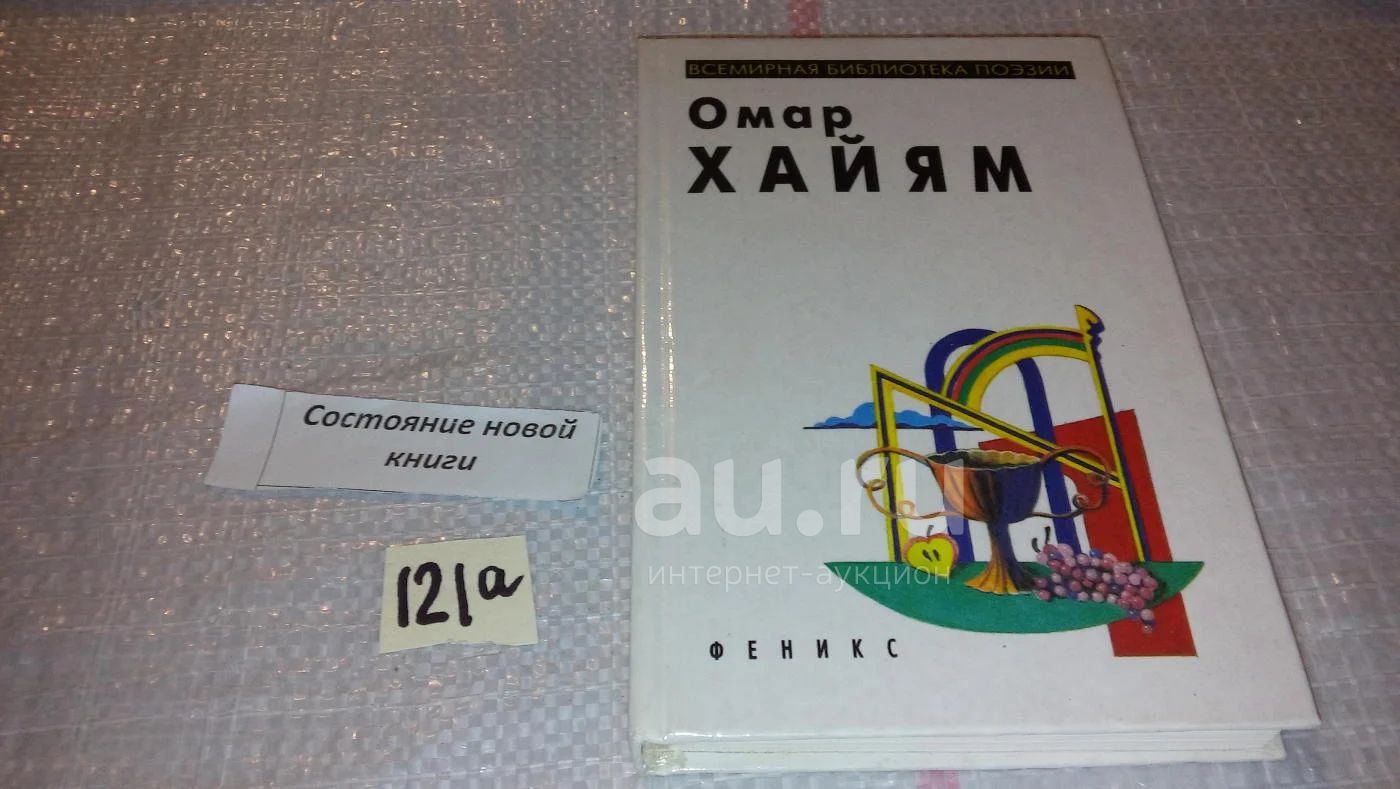 ВСЕМИРНАЯ БИБЛИОТЕКА ПОЭЗИИ
Омар
ХАЙЯМ
Состояние новой
книги
121а
au.ru
интернет-аукцион
ФЕНИКС